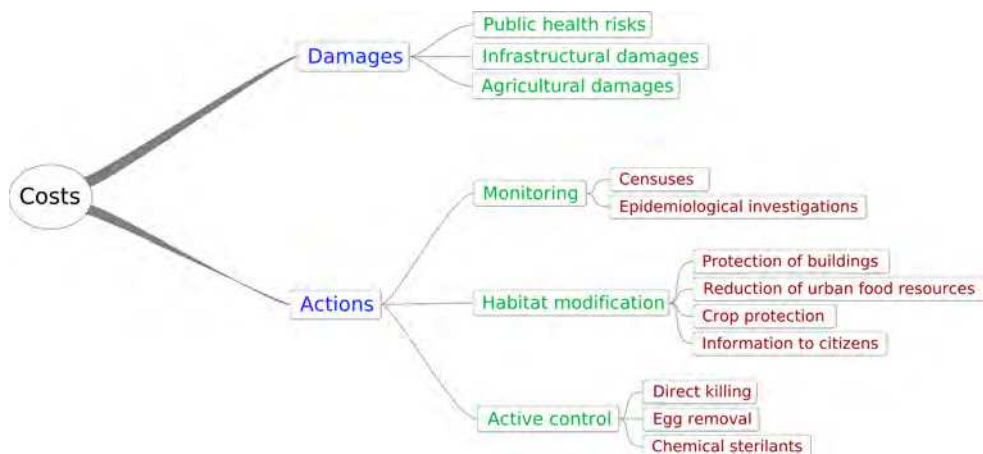 Costs
Damages
Public health risks
Infrastructural damages
Agricultural damages
Actions
Monitoring
Censuses
Epidemiological investigations
Habitat modification
Protection of buildings
Reduction of urban food resources
Crop protection
Information to citizens
Active control
Direct killing
Egg removal
Chemical sterilants